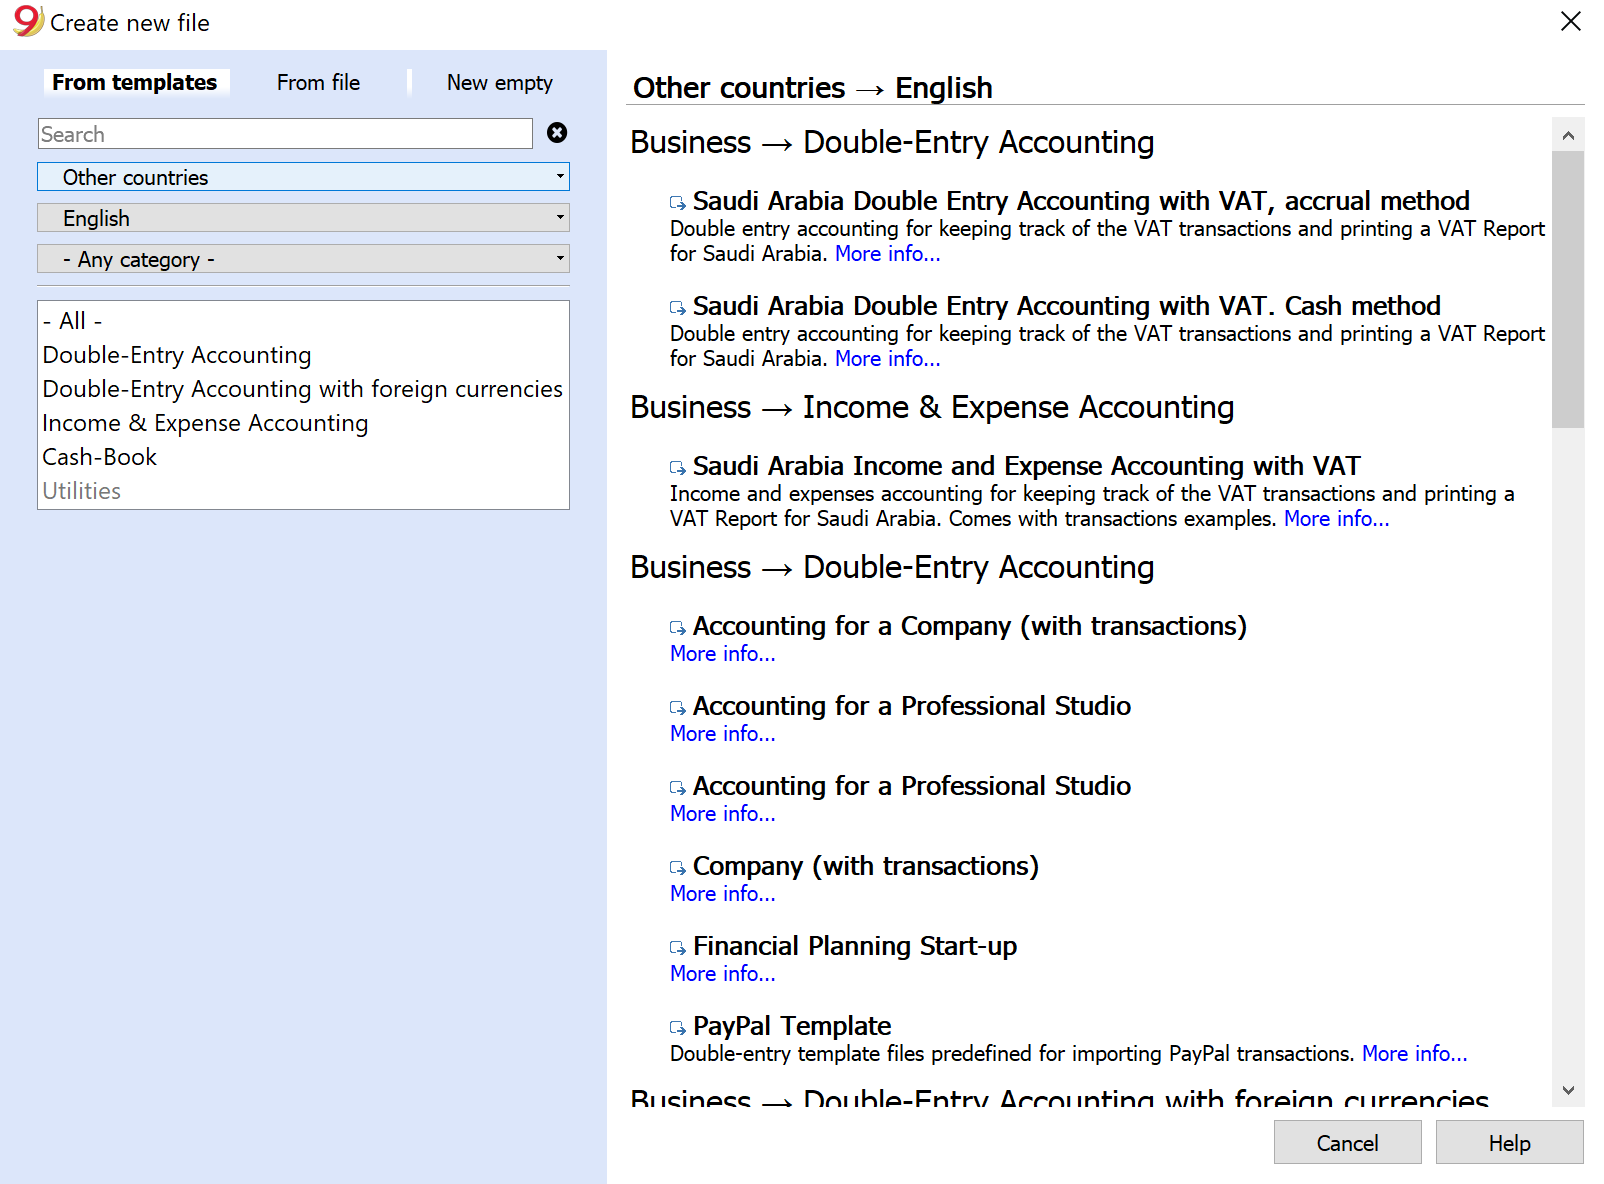 Create new file
From templates
From file
New empty
Search
Other countries
English
- Any category -
- All -
Double-Entry Accounting
Double-Entry Accounting with foreign currencies
Income & Expense Accounting
Cash-Book
Utilities
Other countries → English
Business → Double-Entry Accounting
Saudi Arabia Double Entry Accounting with VAT, accrual method
Double entry accounting for keeping track of the VAT transactions and printing a VAT Report
for Saudi Arabia. More info...
Saudi Arabia Double Entry Accounting with VAT. Cash method
Double entry accounting for keeping track of the VAT transactions and printing a VAT Report
for Saudi Arabia. More info...
Business → Income & Expense Accounting
Saudi Arabia Income and Expense Accounting with VAT
Income and expenses accounting for keeping track of the VAT transactions and printing a
VAT Report for Saudi Arabia. Comes with transactions examples. More info...
Business → Double-Entry Accounting
Accounting for a Company (with transactions)
More info...
Accounting for a Professional Studio
More info...
Accounting for a Professional Studio
More info...
Company (with transactions)
More info...
Financial Planning Start-up
More info...
PayPal Template
Double-entry template files predefined for importing PayPal transactions. More info...
Business → Double-Entry Accounting with foreign currencies
Cancel
Help